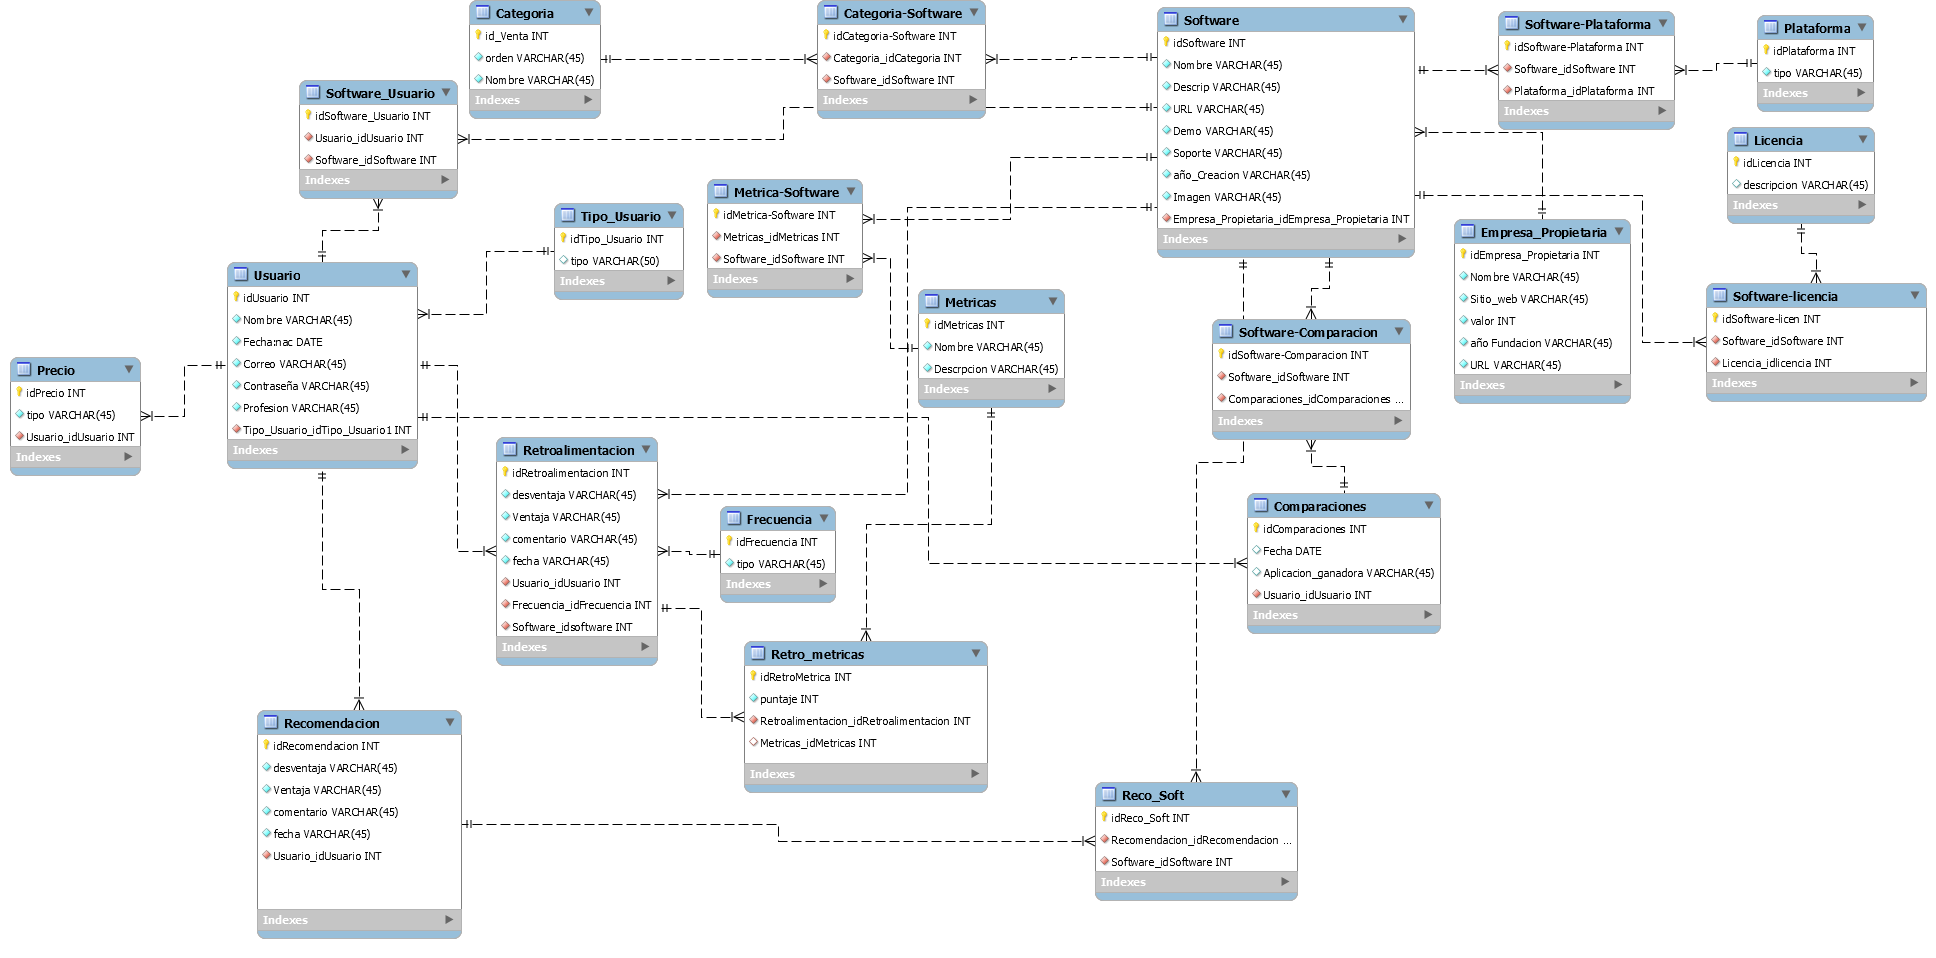 Categoria
id_Venta INT
orden VARCHAR(45)
Nombre VARCHAR(45)
Indexes
Categoria-Software
idCategoria-Software INT
Categoria_idCategoria INT
Software_idSoftware INT
Indexes
Software
idSoftware INT
Nombre VARCHAR(45)
Descrip VARCHAR(45)
URL VARCHAR(45)
Demo VARCHAR(45)
Soporte VARCHAR(45)
año_Creacion VARCHAR(45)
Imagen VARCHAR(45)
Empresa_Propietaria_idEmpresa_Propietaria INT
Indexes
Software-Plataforma
idSoftware-Plataforma INT
Software_idSoftware INT
Plataforma_idPlataforma INT
Indexes
Plataforma
idPlataforma INT
tipo VARCHAR(45)
Indexes
Software_Usuario
idSoftware_Usuario INT
Usuario_idUsuario INT
Software_idSoftware INT
Indexes
Licencia
idLicencia INT
descripcion VARCHAR(45)
Indexes
Metrica-Software
idMetrica-Software INT
Metricas_idMetricas INT
Software_idSoftware INT
Indexes
Tipo_Usuario
idTipo_Usuario INT
tipo VARCHAR(50)
Indexes
Empresa_Propietaria
idEmpresa_Propietaria INT
Nombre VARCHAR(45)
Sitio_web VARCHAR(45)
valor INT
año Fundacion VARCHAR(45)
URL VARCHAR(45)
Indexes
Usuario
idUsuario INT
Nombre VARCHAR(45)
Fecha:nac DATE
Correo VARCHAR(45)
Contraseña VARCHAR(45)
Profesion VARCHAR(45)
Tipo_Usuario_idTipo_Usuario1 INT
Indexes
Metricas
idMetricas INT
Nombre VARCHAR(45)
Descrpcion VARCHAR(45)
Indexes
Software-licencia
idSoftware-licen INT
Software_idSoftware INT
Licencia_idlicencia INT
Indexes
Software-Comparacion
idSoftware-Comparacion INT
Software_idSoftware INT
Comparaciones_idComparaciones ...
Indexes
Precio
idPrecio INT
tipo VARCHAR(45)
Usuario_idUsuario INT
Indexes
Retroalimentacion
idRetroalimentacion INT
desventaja VARCHAR(45)
Ventaja VARCHAR(45)
comentario VARCHAR(45)
fecha VARCHAR(45)
Usuario_idUsuario INT
Frecuencia_idFrecuencia INT
Software_idsoftware INT
Indexes
Frecuencia
idFrecuencia INT
tipo VARCHAR(45)
Indexes
Comparaciones
idComparaciones INT
Fecha DATE
Aplicacion_ganadora VARCHAR(45)
Usuario_idUsuario INT
Indexes
Retro_metricas
idRetroMetrica INT
puntaje INT
Retroalimentacion_idRetroalimentacion INT
Metricas_idMetricas INT
Indexes
Recomendacion
idRecomendacion INT
desventaja VARCHAR(45)
Ventaja VARCHAR(45)
comentario VARCHAR(45)
fecha VARCHAR(45)
Usuario_idUsuario INT
Indexes
Reco_Soft
idReco_Soft INT
Recomendacion_idRecomendacion ...
Software_idSoftware INT
Indexes